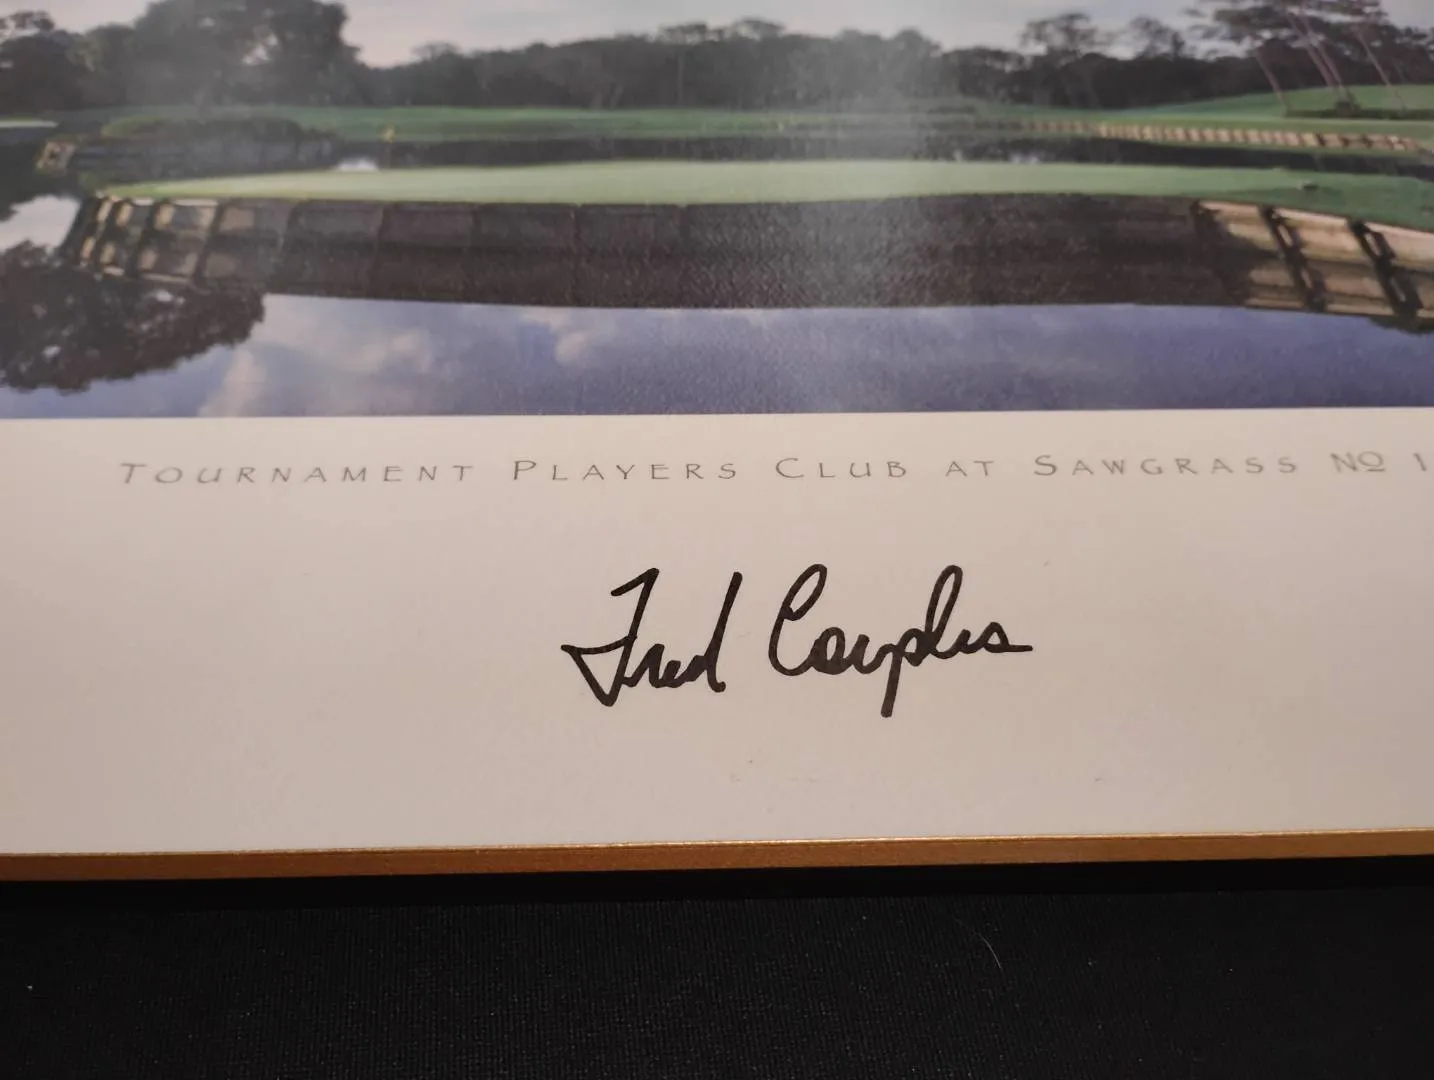 TOURNAMENT PLAYERS CLUB AT SAWGRASS NO 1
Fred Couples